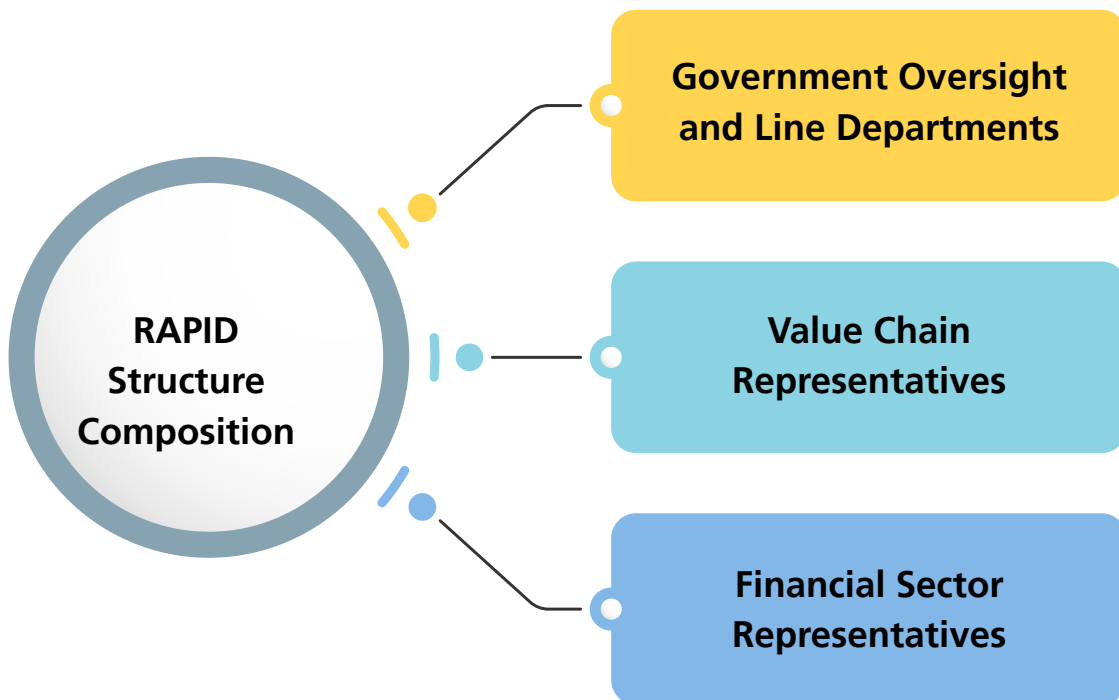 RAPID
Structure
Composition
Government Oversight
and Line Departments
Value Chain
Representatives
Financial Sector
Representatives